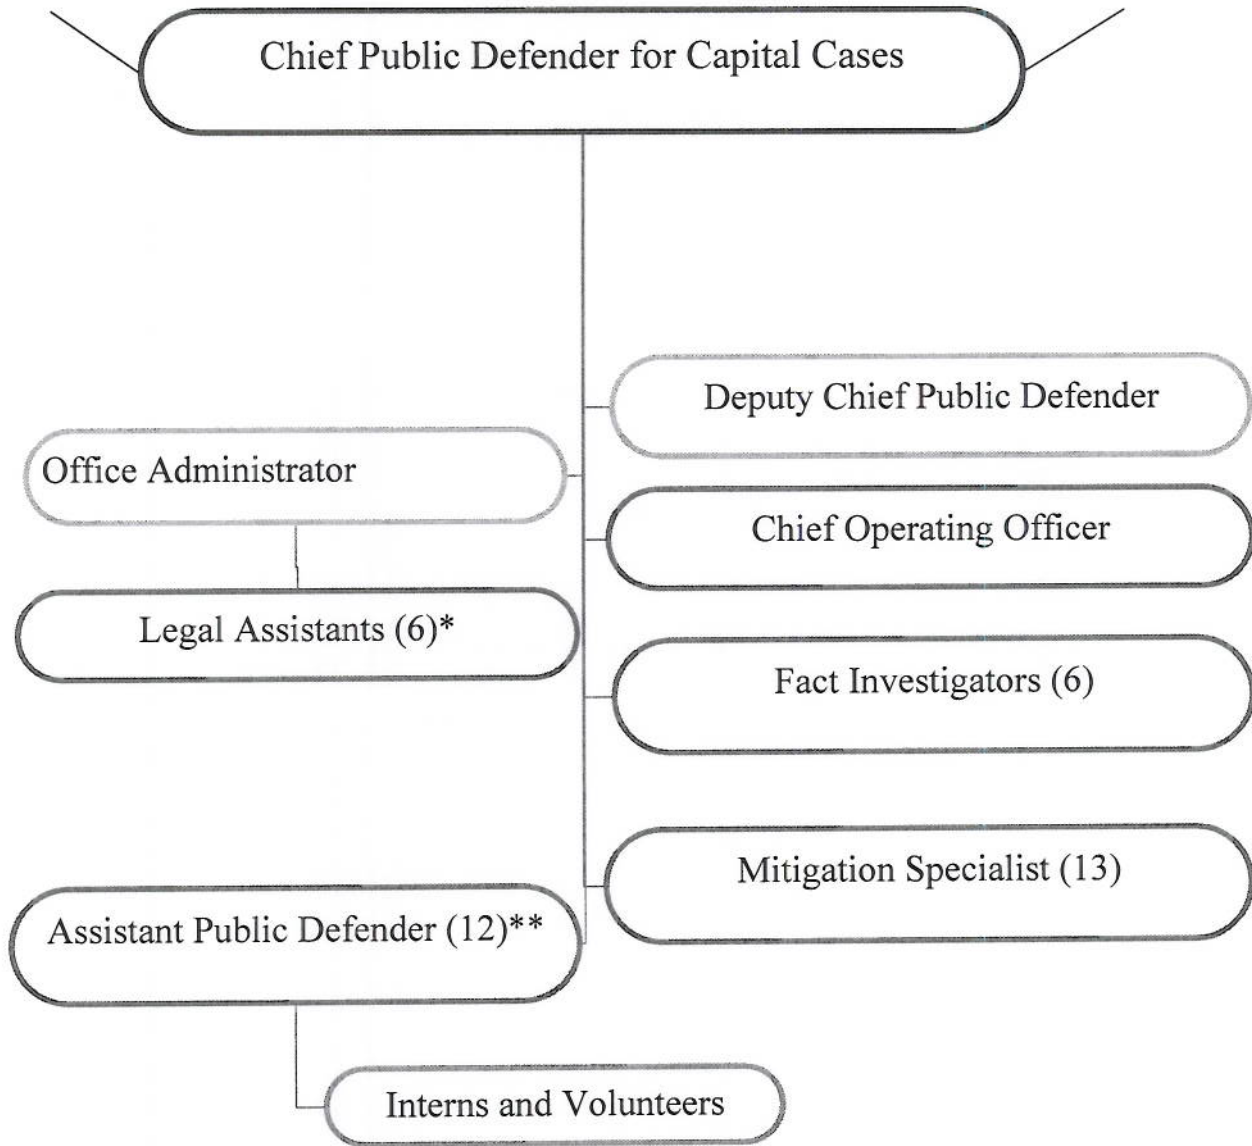 Chief Public Defender for Capital Cases
Deputy Chief Public Defender
Office Administrator
Chief Operating Officer
Legal Assistants (6)*
Fact Investigators (6)
Mitigation Specialist (13)
Assistant Public Defender (12)**
Interns and Volunteers